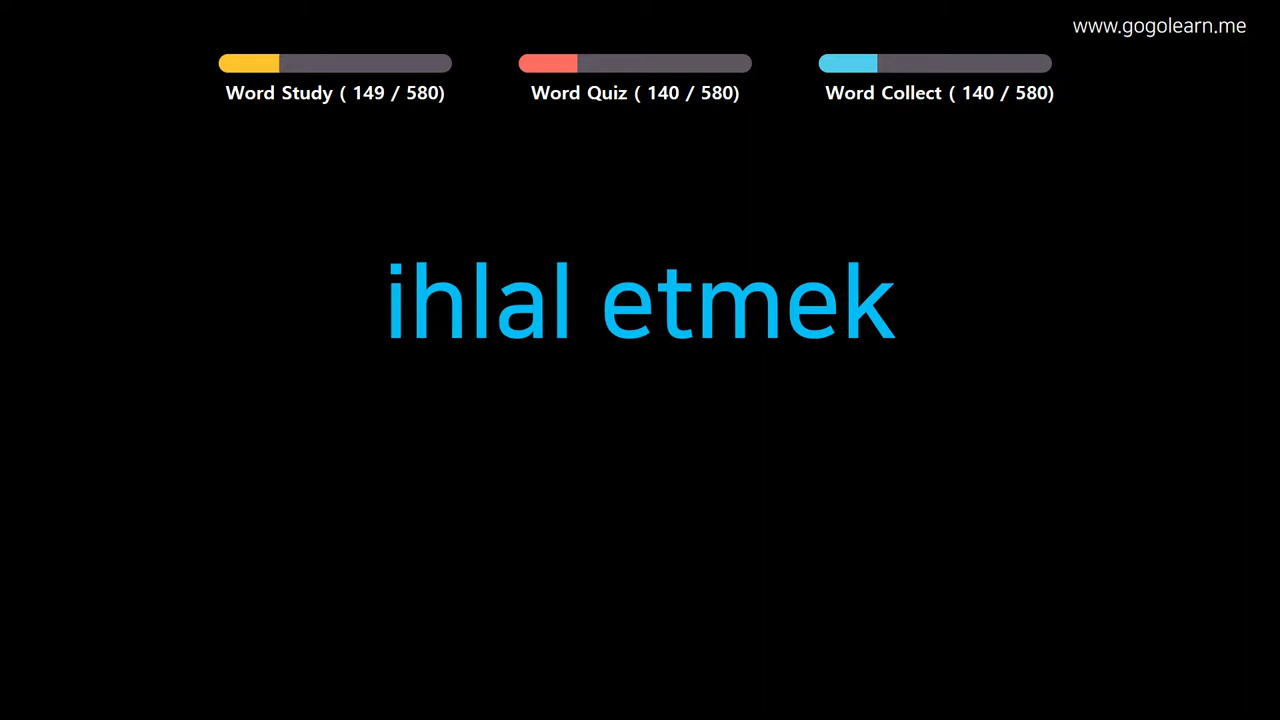 www.gogolearn.me
Word Study ( 149 / 580)
Word Quiz ( 140 / 580)
Word Collect ( 140 / 580)
ihlal etmek